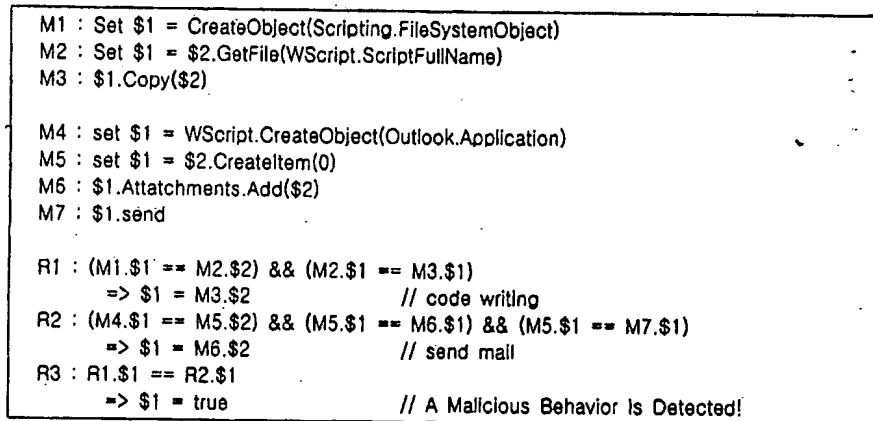 M1 : Set $1 = CreateObject(Scripting.FileSystemObject)
M2 : Set $1 = $2.GetFile(WScript.ScriptFullName)
M3 : $1.Copy($2)
M4 : set $1 = WScript.CreateObject(Outlook.Application)
M5 : set $1 = $2.CreateItem(0)
M6 : $1.Attatchments.Add($2)
M7 : $1.send
R1 : (M1.$1 == M2.$2) && (M2.$1 == M3.$1)
=> $1 = M3.$2 // code writing
R2 : (M4.$1 == M5.$2) && (M5.$1 == M6.$1) && (M5.$1 == M7.$1)
=> $1 = M6.$2 // send mail
R3 : R1.$1 == R2.$1
=> $1 = true // A Malicious Behavior Is Detected!